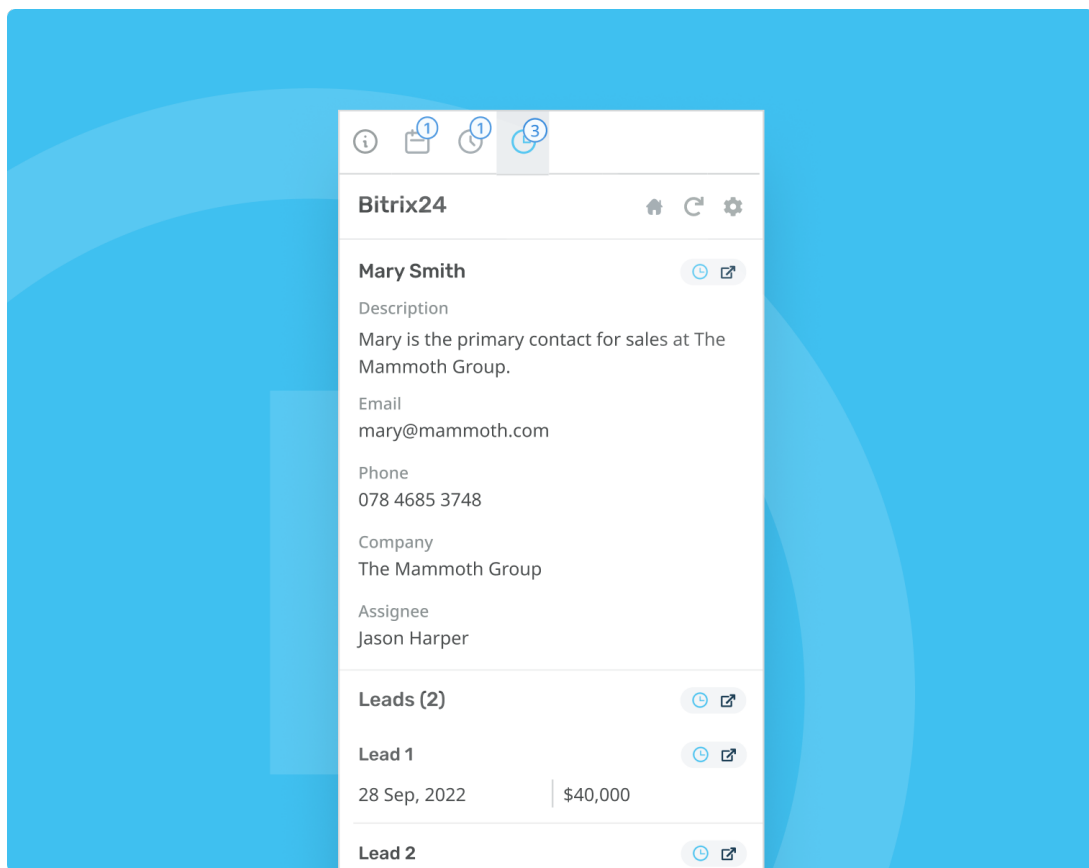 1
1
3
Bitrix24
Mary Smith
Description
Mary is the primary contact for sales at The
Mammoth Group.
Email
mary@mammoth.com
Phone
078 4685 3748
Company
The Mammoth Group
Assignee
Jason Harper
Leads (2)
Lead 1
28 Sep, 2022 $40,000
Lead 2